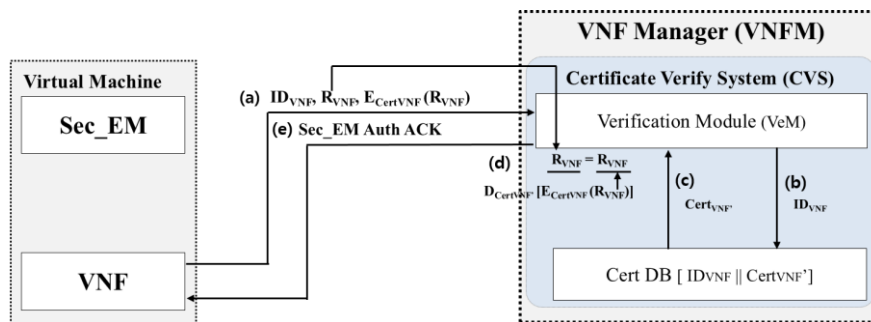 VNF Manager (VNFM)
Virtual Machine
Certificate Verify System (CVS)
(a) IDVNF, RVNF, ECertVNF(RVNF)
Sec_EM
Verification Module (VeM)
(e) Sec_EM Auth ACK
(d) RVNF = RVNF
DCertVNF' [ECertVNF(RVNF)]
(c)
CertVNF'
(b)
IDVNF
VNF
Cert DB [ IDVNF || CertVNF’]